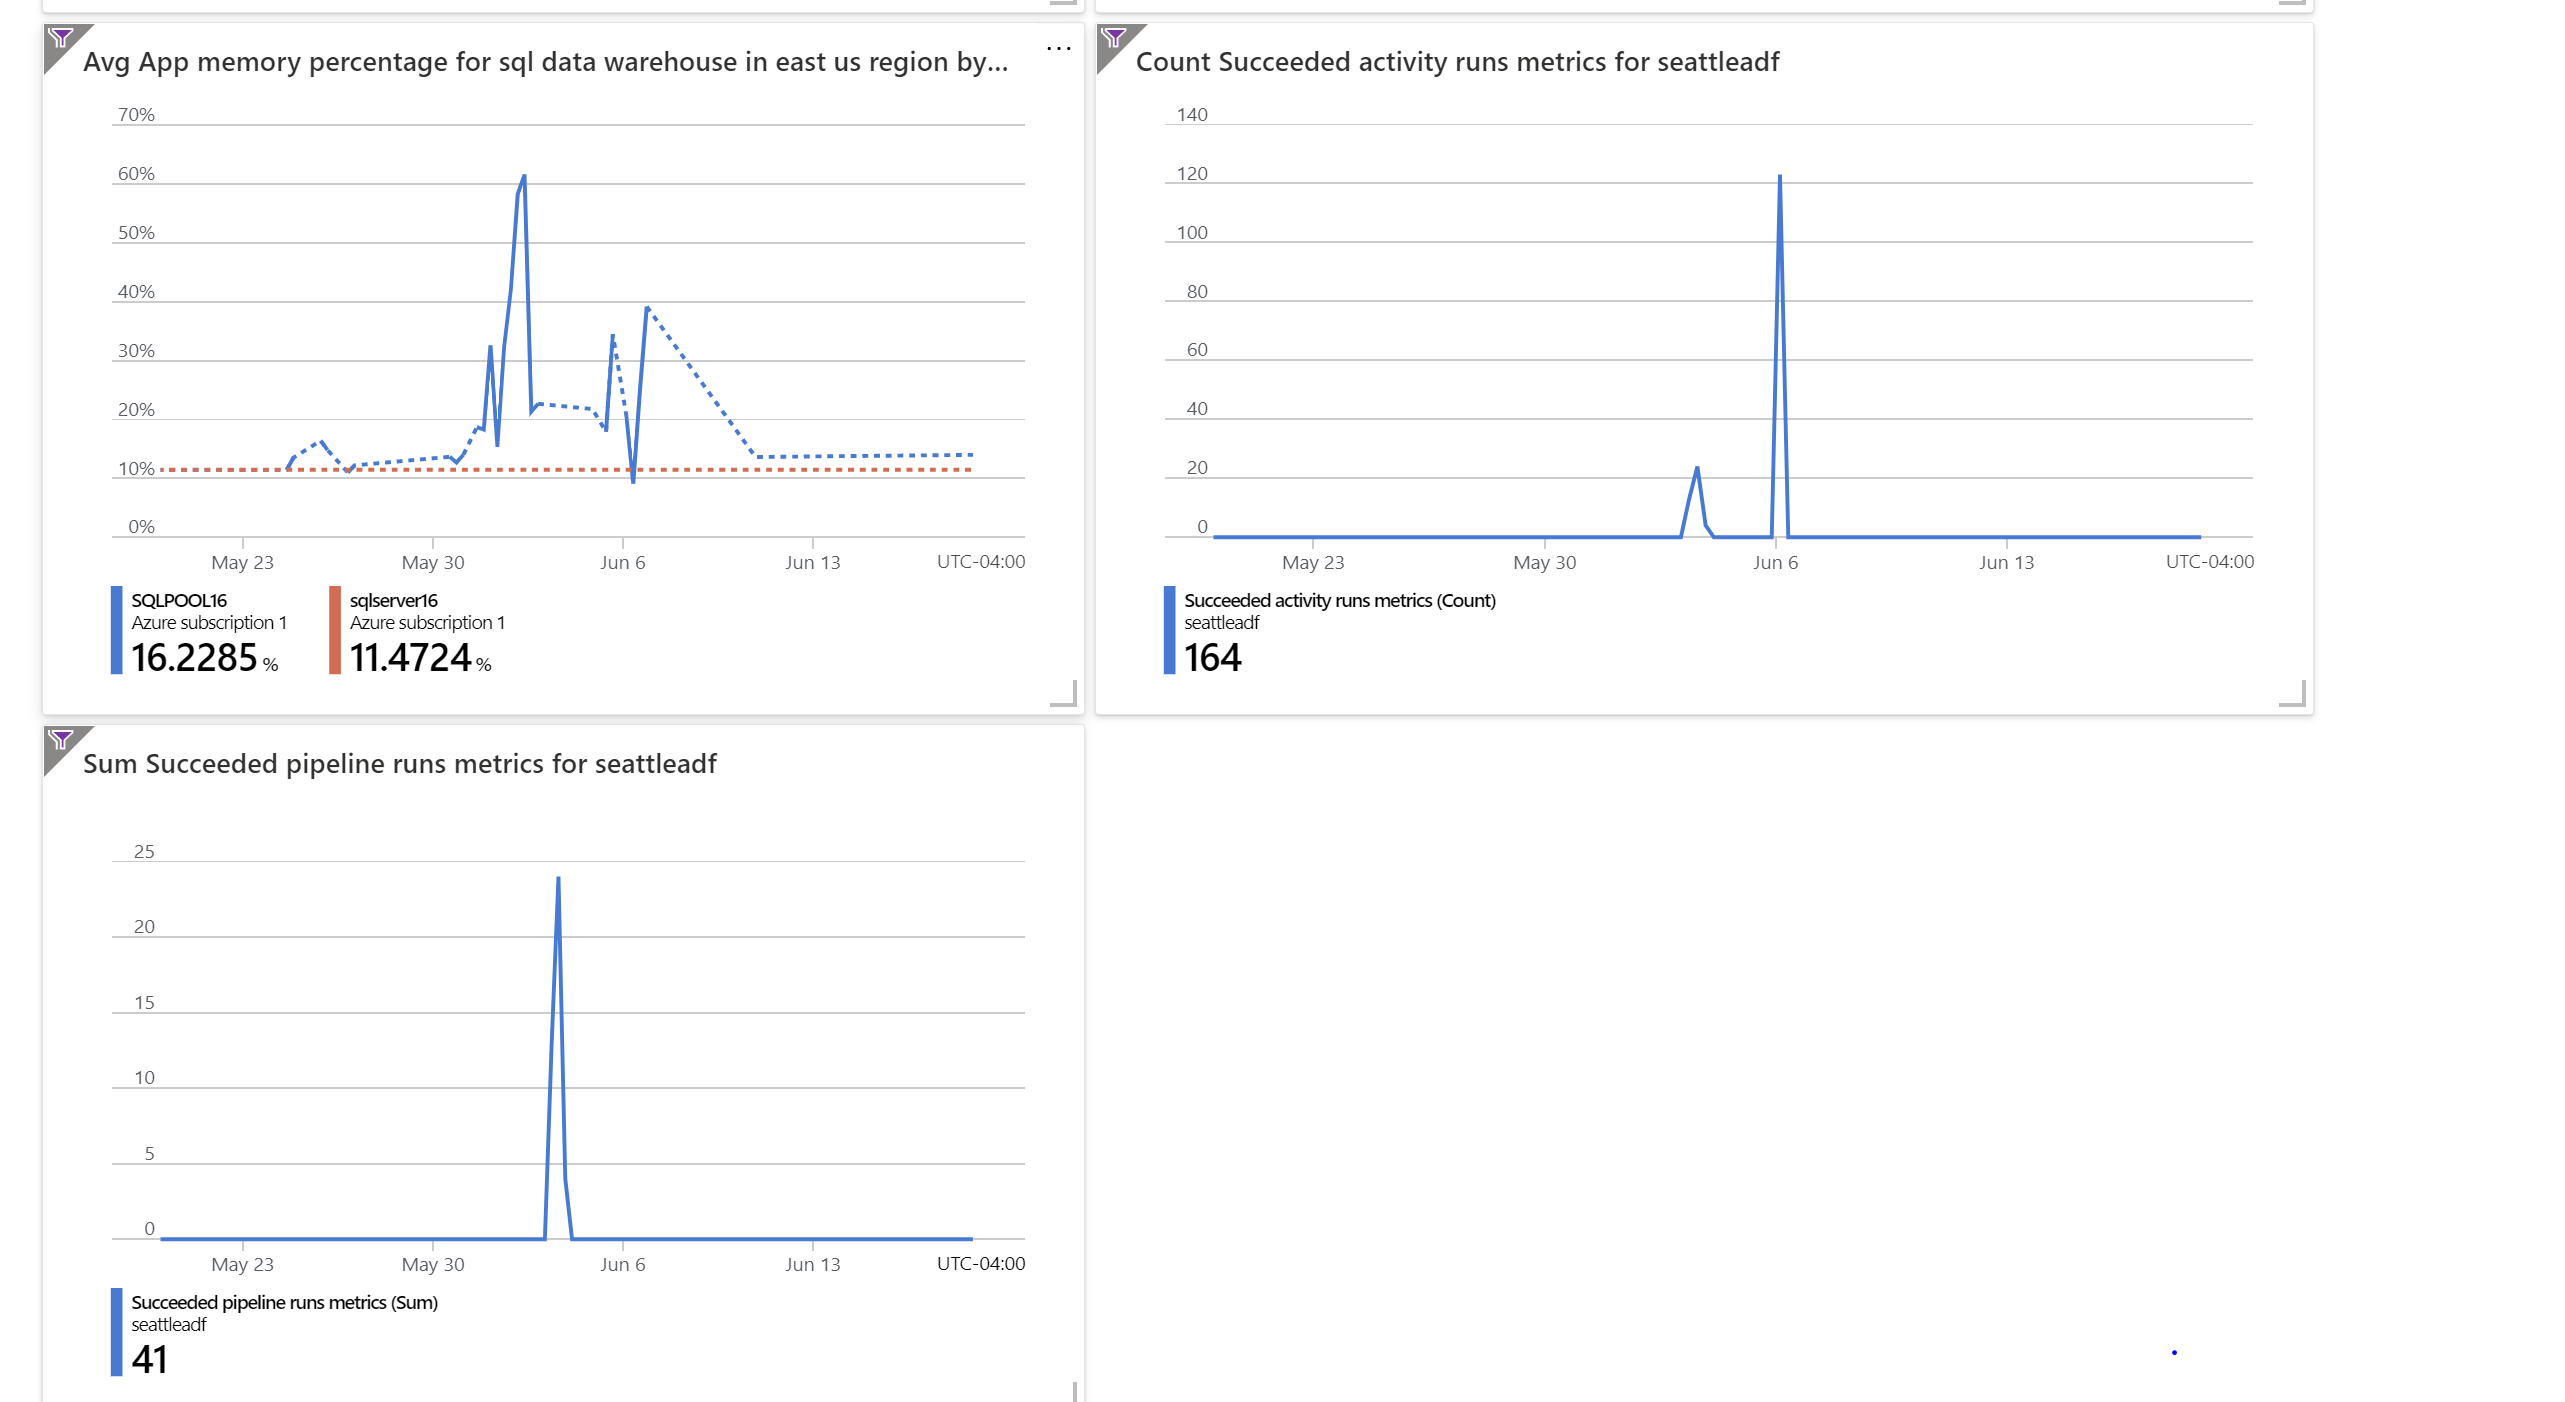 Avg App memory percentage for sql data warehouse in east us region by...
...
70%
60%
50%
40%
30%
20%
10%
0%
May 23
May 30
Jun 6
Jun 13
UTC-04:00
SQLPOOL16
Azure subscription 1
16.2285 %
sqlserver16
Azure subscription 1
11.4724 %
Count Succeeded activity runs metrics for seattleadf
140
120
100
80
60
40
20
0
May 23
May 30
Jun 6
Jun 13
UTC-04:00
Succeeded activity runs metrics (Count)
seattleadf
164
Sum Succeeded pipeline runs metrics for seattleadf
25
20
15
10
5
0
May 23
May 30
Jun 6
Jun 13
UTC-04:00
Succeeded pipeline runs metrics (Sum)
seattleadf
41